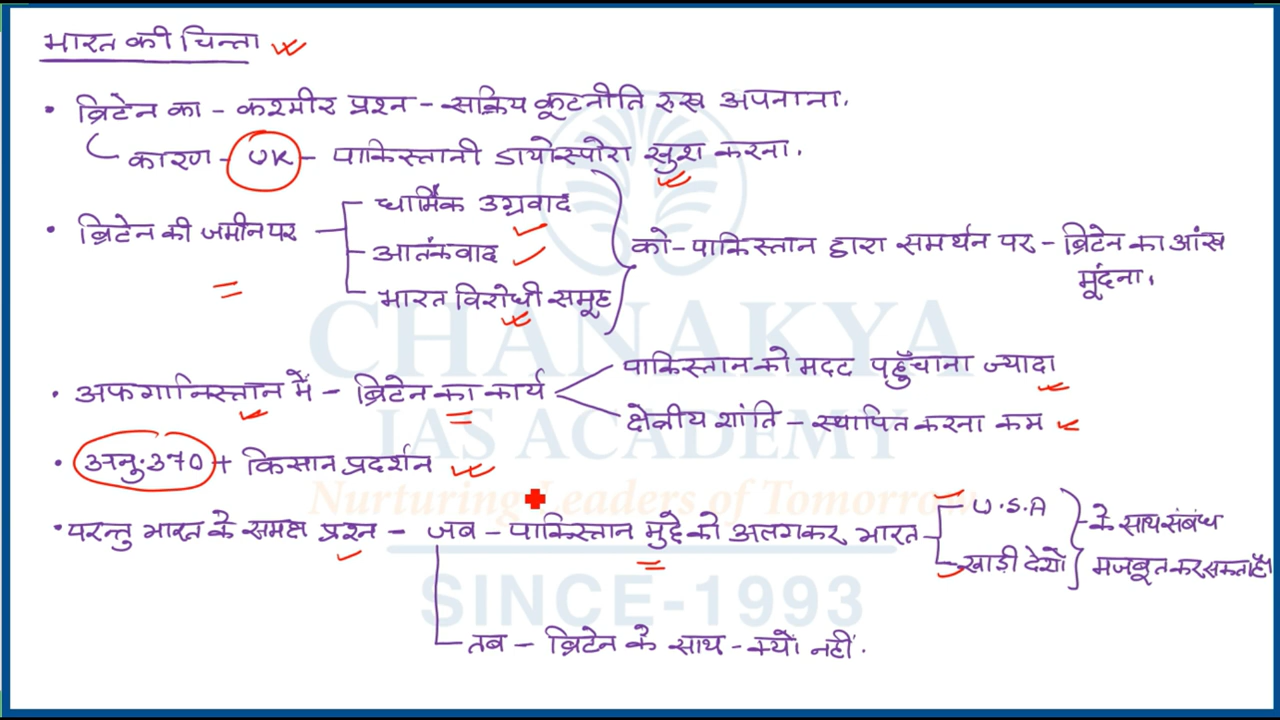 भारत की चिन्ता
• ब्रिटेन का - कश्मीर प्रश्न - सक्रिय कूटनीति रुख अपनाना.
कारण - UK - पाकिस्तानी डायोस्पोरा खुश करना.
• ब्रिटेन की जमीन पर
धार्मिक उग्रवाद
आतंकवाद
भारत विरोधी समूह
को - पाकिस्तान द्वारा समर्थन पर - ब्रिटेन का आंख
मूंदना.
• अफगानिस्तान में - ब्रिटेन का कार्य
पाकिस्तान को मदद पहुँचाना ज्यादा
क्षेत्रीय शांति - स्थापित करना कम
• अनु. 370 + किसान प्रदर्शन
• परन्तु भारत के समक्ष प्रश्न - जब - पाकिस्तान मुद्दे को अलगकर, भारत
U.S.A
खाड़ी देशों
के साथ संबंध
मजबूत कर सकता है।
तब - ब्रिटेन के साथ - क्यों नहीं.
CHANAKYA
IAS ACADEMY
Nurturing Leaders of Tomorrow
SINCE-1993